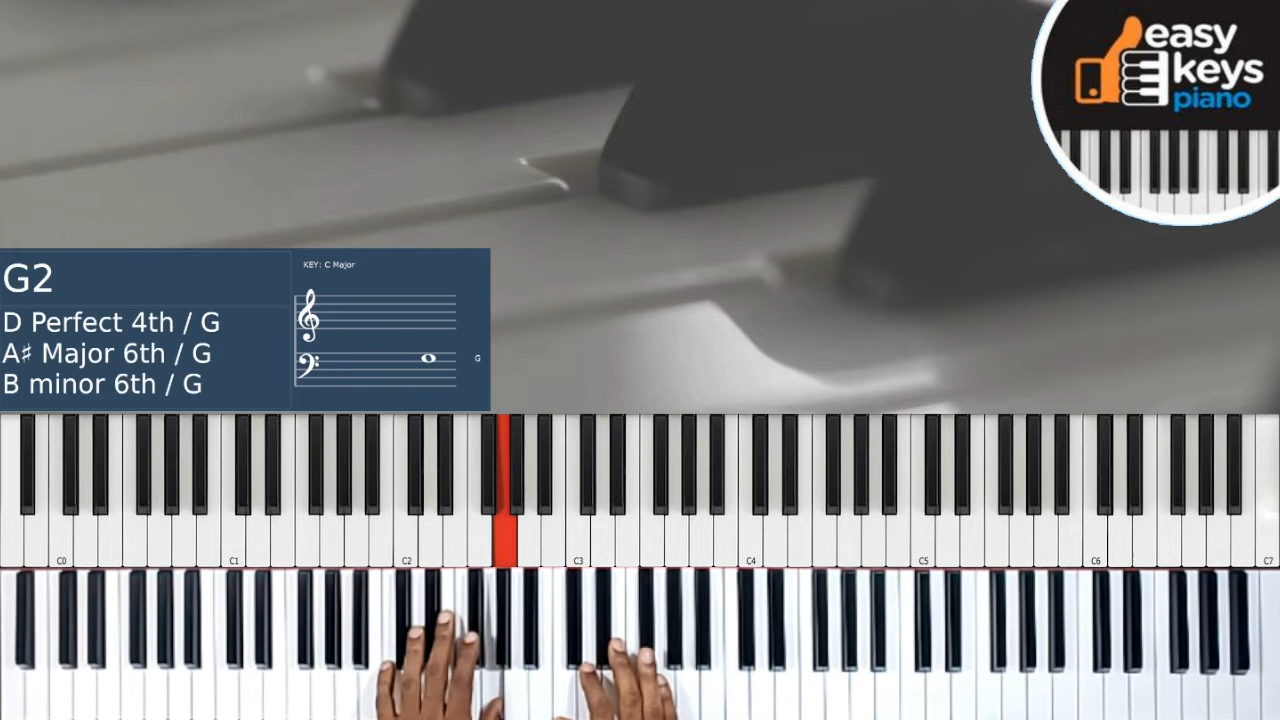 easy
keys
piano
G2
D Perfect 4th / G
A♯ Major 6th / G
B minor 6th / G
KEY: C Major
G
C0 C1 C2 C3 C4 C5 C6 C7